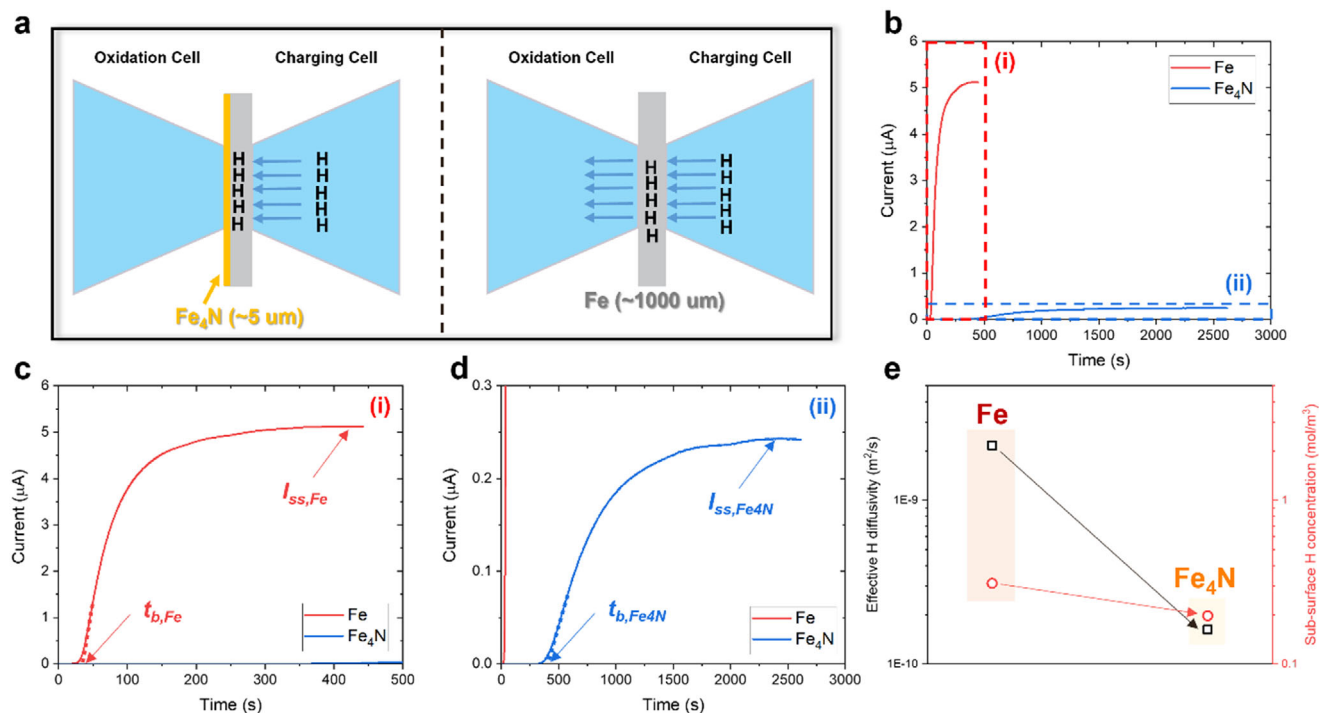 a
Oxidation Cell
Charging Cell
H
H
H
H
H
H
H
H
H
H
Fe₄N (~5 um)
Oxidation Cell
Charging Cell
H
H
H
H
H
H
H
H
H
H
Fe (~1000 um)
b
Current (μA)
6
5
4
3
2
1
0
(i)
Fe
Fe₄N
(ii)
0
500
1000
1500
2000
2500
3000
Time (s)
c
Current (μA)
6
5
4
3
2
1
0
(i)
I_ss,Fe
t_b,Fe
Fe
Fe₄N
0
100
200
300
400
500
Time (s)
d
Current (μA)
0.3
0.2
0.1
0.0
(ii)
I_ss,Fe4N
t_b,Fe4N
Fe
Fe₄N
0
500
1000
1500
2000
2500
3000
Time (s)
e
Effective H diffusivity (m²/s)
1E-9
1E-10
Fe
Fe₄N
1
0.1
Sub-surface H concentration (mol/m³)